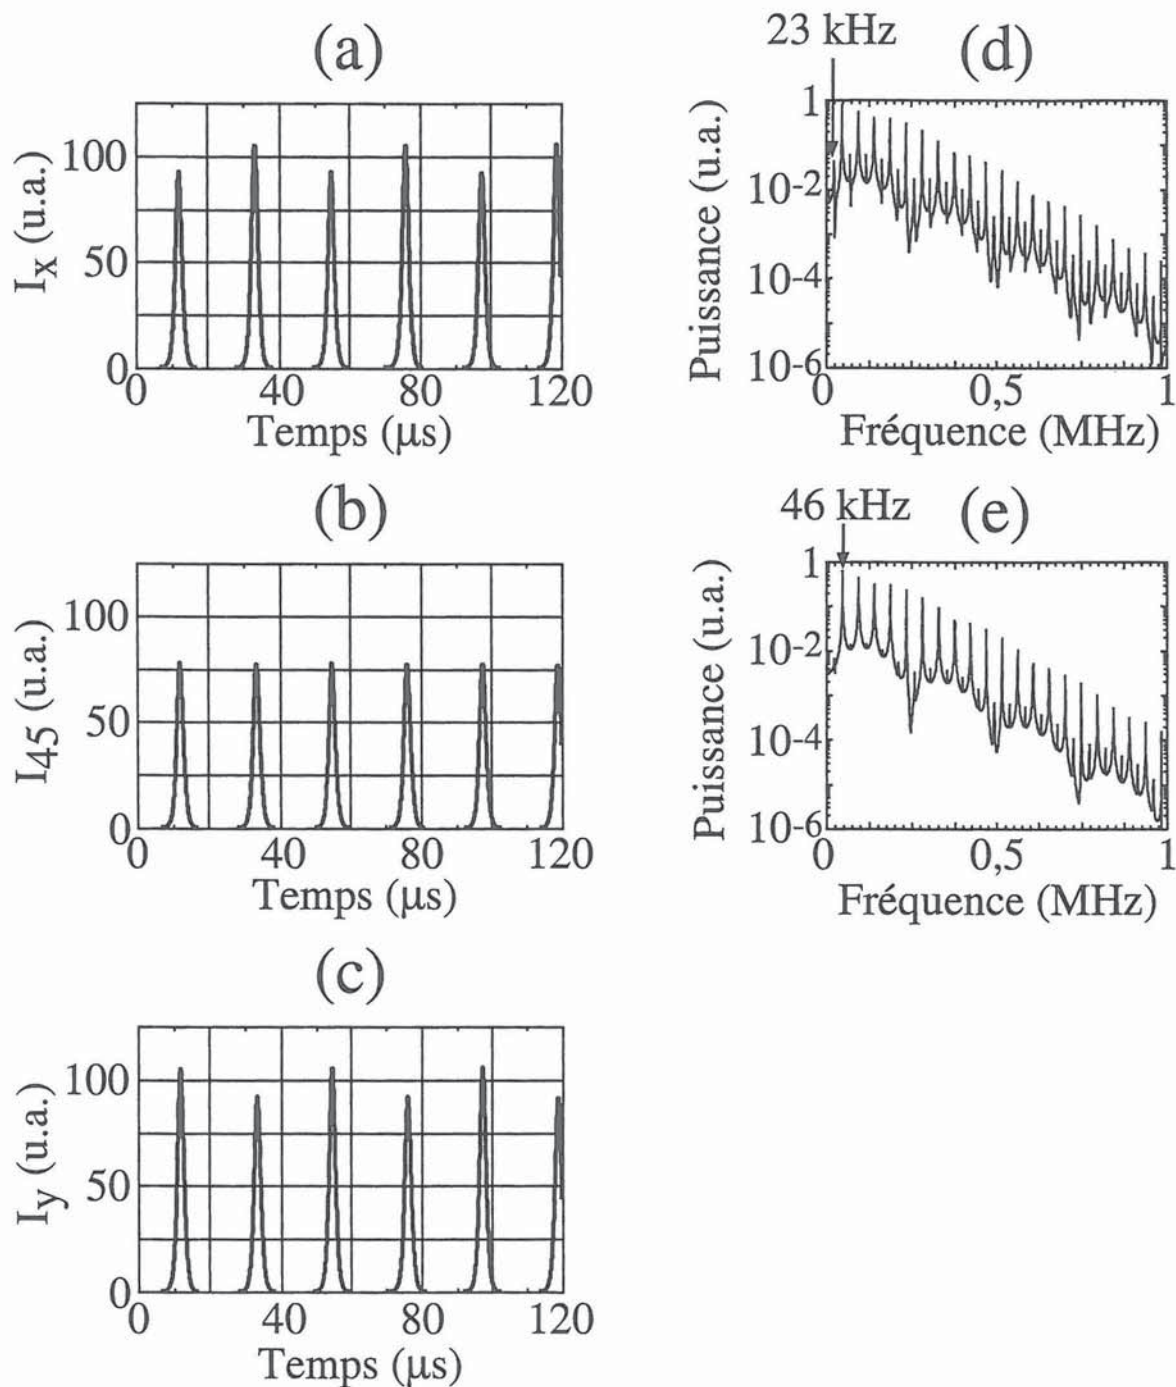 (a)
I_x (u.a.)
100
50
0
0 40 80 120
Temps (μs)
(b)
I_45 (u.a.)
100
50
0
0 40 80 120
Temps (μs)
(c)
I_y (u.a.)
100
50
0
0 40 80 120
Temps (μs)
23 kHz (d)
Puissance (u.a.)
1
10-2
10-4
10-6
0 0,5 1
Fréquence (MHz)
46 kHz (e)
Puissance (u.a.)
1
10-2
10-4
10-6
0 0,5 1
Fréquence (MHz)